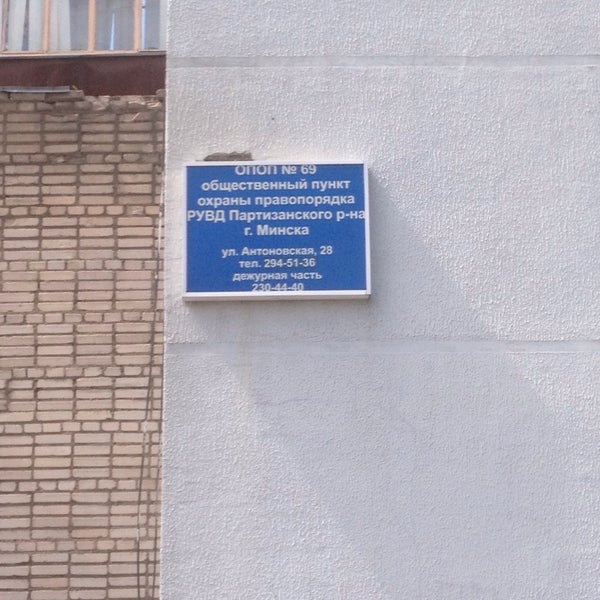 ОПОП № 69
общественный пункт
охраны правопорядка
РУВД Партизанского р-на
г. Минска
ул. Антоновская, 28
тел. 294-51-36
дежурная часть
230-44-40